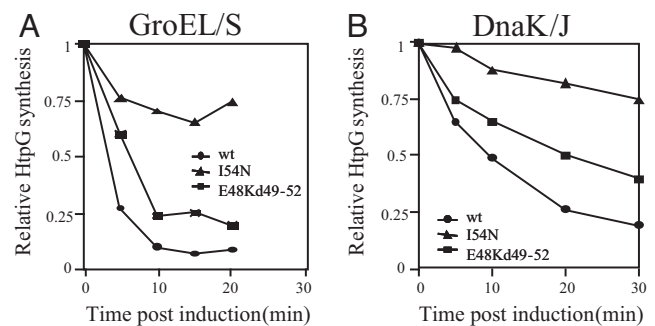 A GroEL/S
Relative HtpG synthesis
1
0.75
0.5
0.25
0
wt
I54N
E48Kd49-52
0 10 20 30
Time post induction(min)
B DnaK/J
Relative HtpG synthesis
1
0.75
0.5
0.25
0
wt
I54N
E48Kd49-52
0 10 20 30
Time post induction(min)